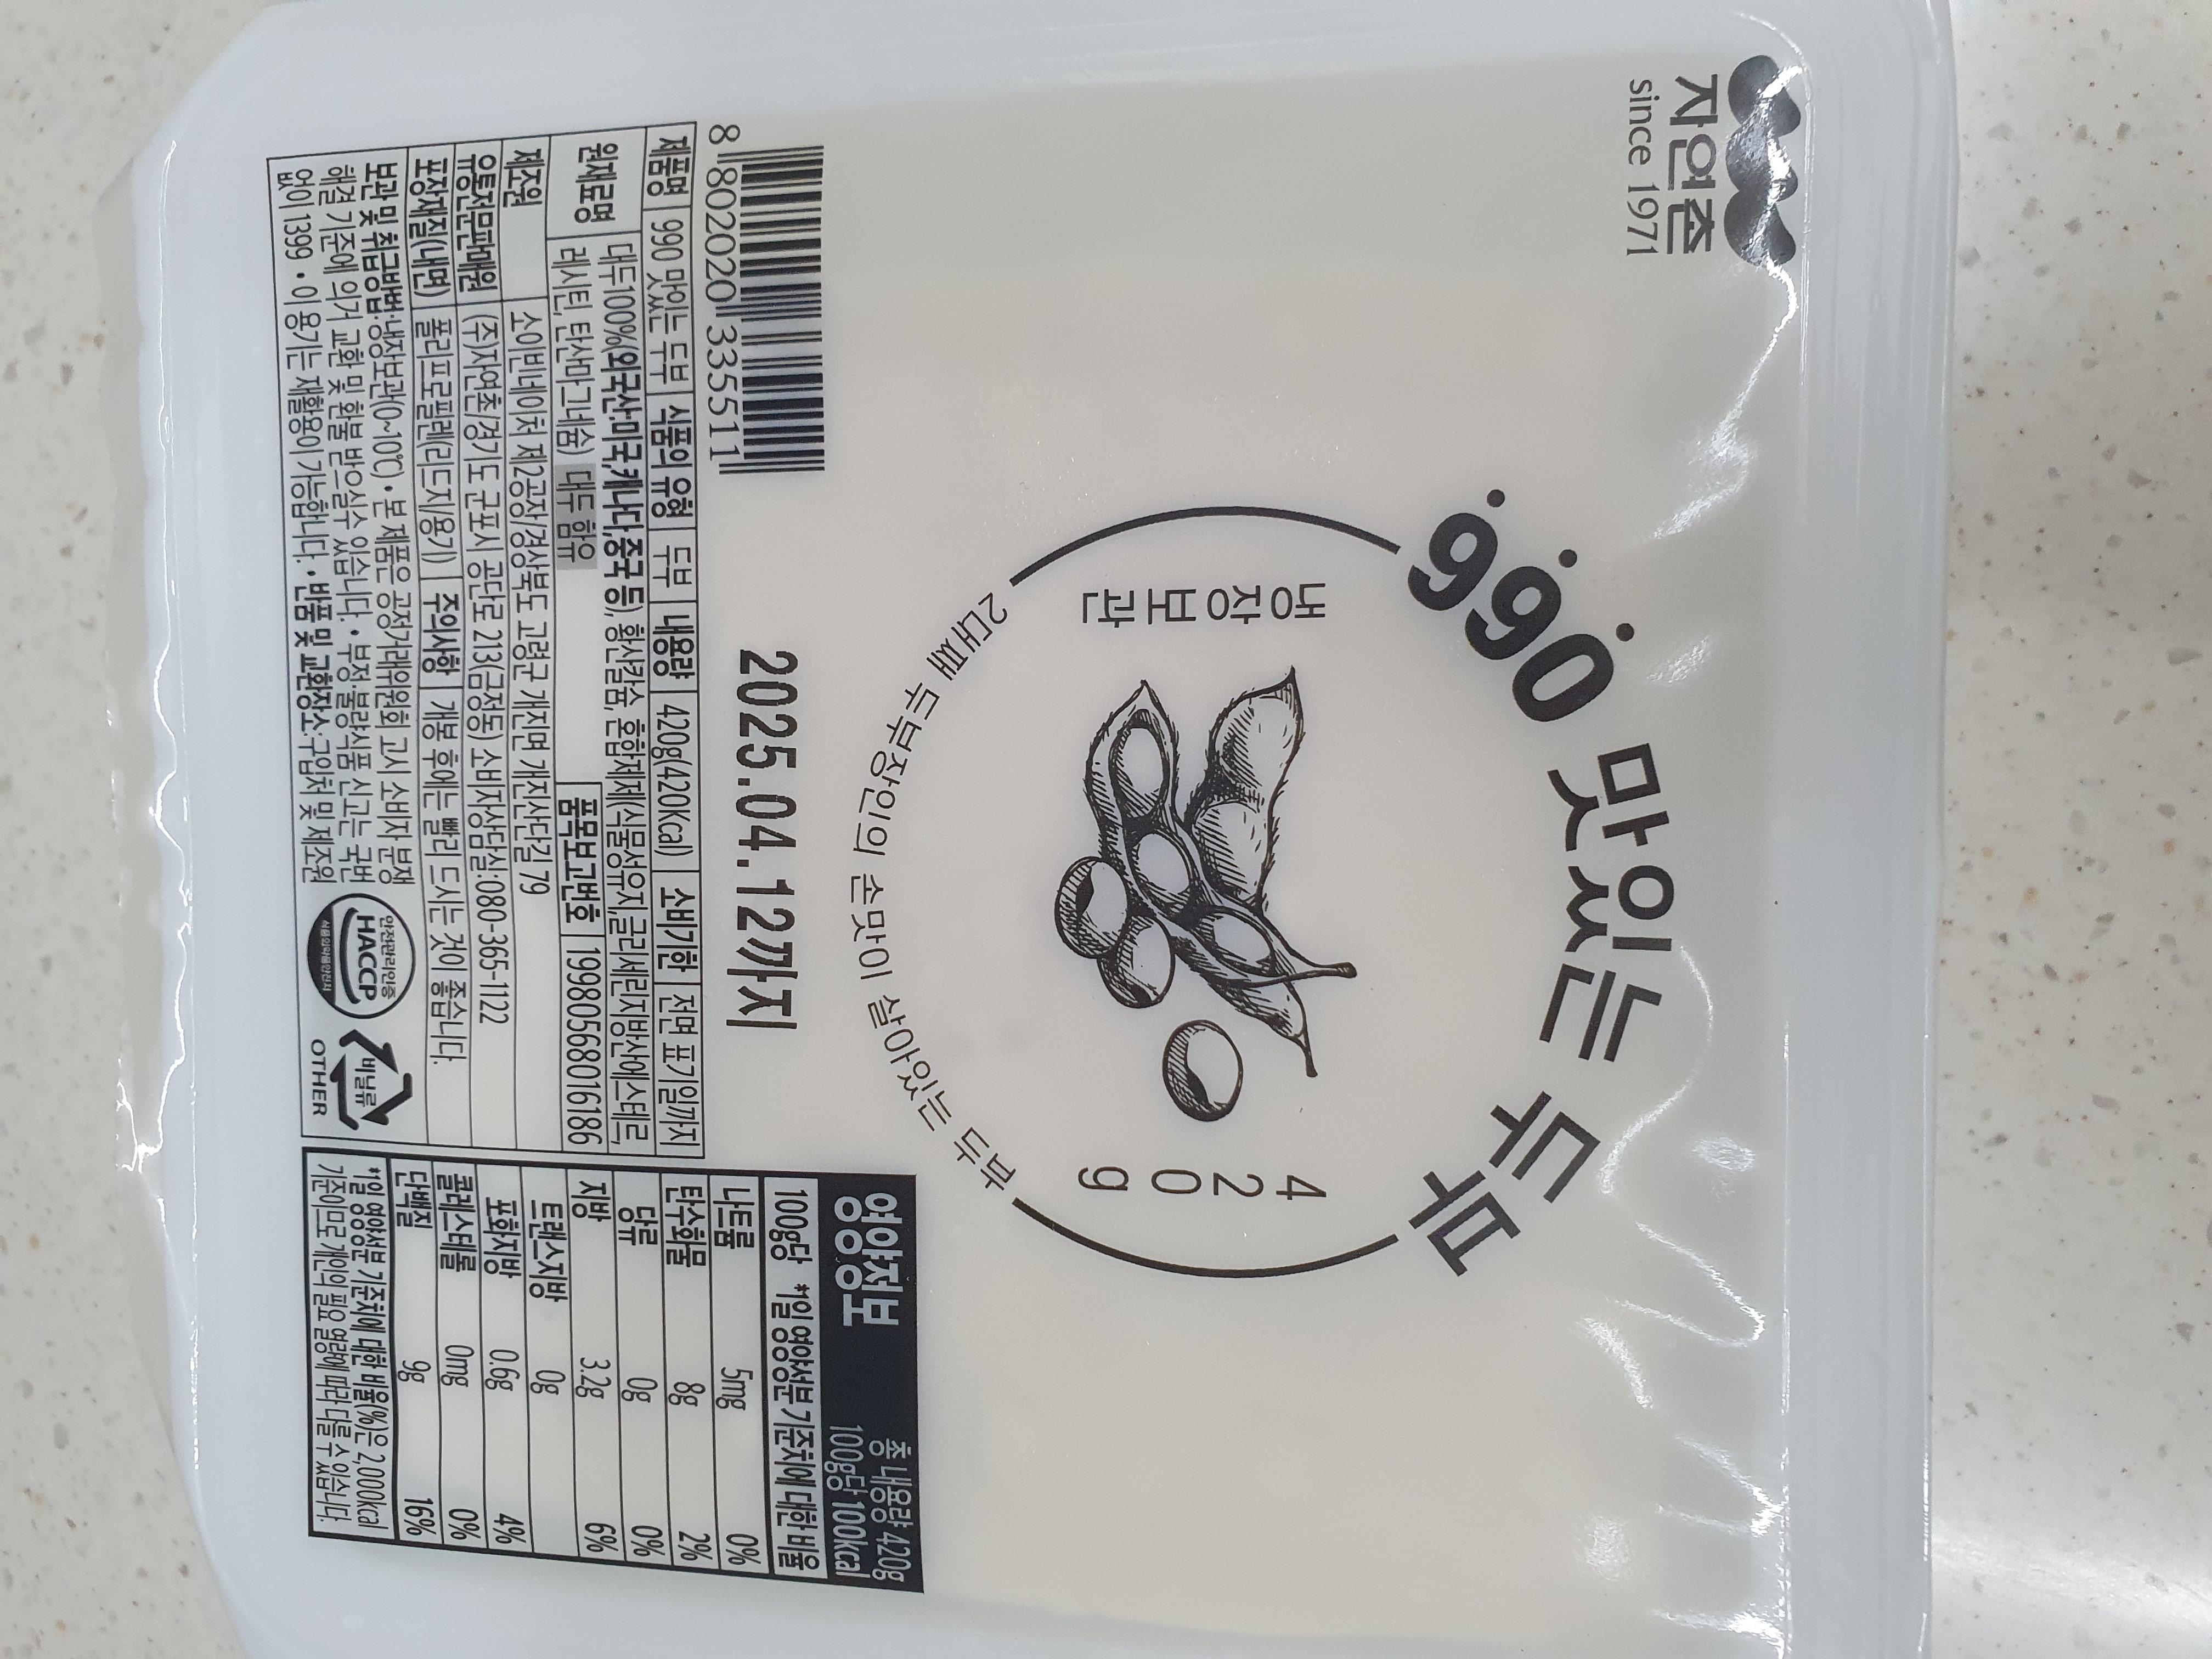 자연촌
since 1971
990 맛있는 두부
냉장보관
420g
2대째 두부장인의 손맛이 살아있는 두부
2025.04.12까지
8 802020 335511
제품명 990 맛있는 두부 식품의 유형 두부 내용량 420g(420Kcal) 소비기한 전면 표기일까지
원재료명 대두100%(외국산:미국,캐나다,중국 등), 황산칼슘, 혼합제제(식물성유지,글리세린지방산에스테르,
레시틴, 탄산마그네슘) 대두 함유 품목보고번호 19980568016186
제조원 소이빈네이처 제2공장/경상북도 고령군 개진면 개진산단길 79
유통전문판매원 (주)자연촌/경기도 군포시 공단로 213(금정동) 소비자상담실:080-365-1122
포장재질(내면) 폴리프로필렌(리드지/용기) 주의사항 개봉 후에는 빨리 드시는 것이 좋습니다.
보관 및 취급방법:냉장보관(0~10℃) • 본 제품은 공정거래위원회 고시 소비자 분쟁
해결 기준에 의거 교환 및 환불 받으실수 있습니다. • 부정·불량식품 신고는 국번
없이 1399 • 이 용기는 재활용이 가능합니다. • 반품 및 교환장소:구입처 및 제조원
안전관리인증
HACCP
식품의약품안전처
비닐류
OTHER
영양정보 총 내용량 420g
100g당 100kcal
100g당 *1일 영양성분 기준치에 대한 비율
나트륨 5mg 0%
탄수화물 8g 2%
당류 0g 0%
지방 3.2g 6%
트랜스지방 0g
포화지방 0.6g 4%
콜레스테롤 0mg 0%
단백질 9g 16%
*1일 영양성분 기준치에 대한 비율(%)은 2,000kcal
기준이므로 개인의 필요 열량에 따라 다를 수 있습니다.